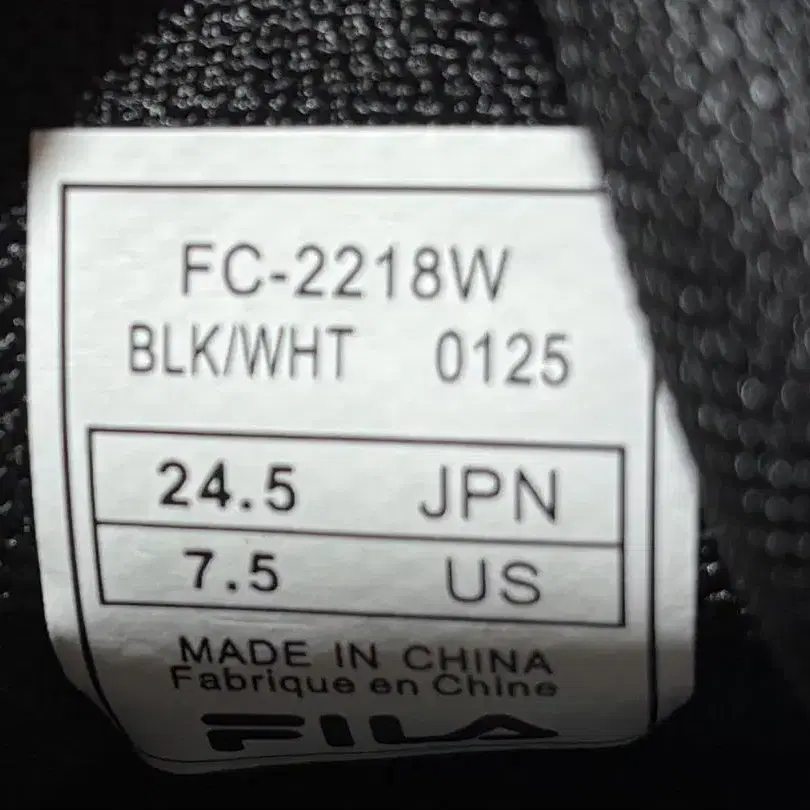 FC-2218W
BLK/WHT 0125
24.5 JPN
7.5 US
MADE IN CHINA
Fabrique en Chine
FILA